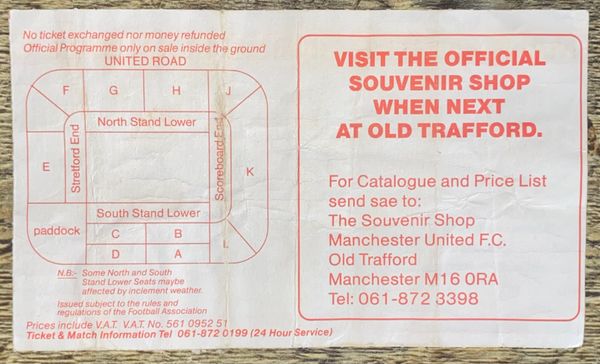 No ticket exchanged nor money refunded
Official Programme only on sale inside the ground
UNITED ROAD
F
G
H
J
North Stand Lower
Stretford End
Scoreboard End
E
K
South Stand Lower
paddock
C
B
D
A
L
N.B:- Some North and South
Stand Lower Seats maybe
affected by inclement weather.
Issued subject to the rules and
regulations of the Football Association
Prices include V.A.T. V.A.T. No. 561 0952 51
Ticket & Match Information Tel 061-872 0199 (24 Hour Service)
VISIT THE OFFICIAL
SOUVENIR SHOP
WHEN NEXT
AT OLD TRAFFORD.
For Catalogue and Price List
send sae to:
The Souvenir Shop
Manchester United F.C.
Old Trafford
Manchester M16 0RA
Tel: 061-872 3398